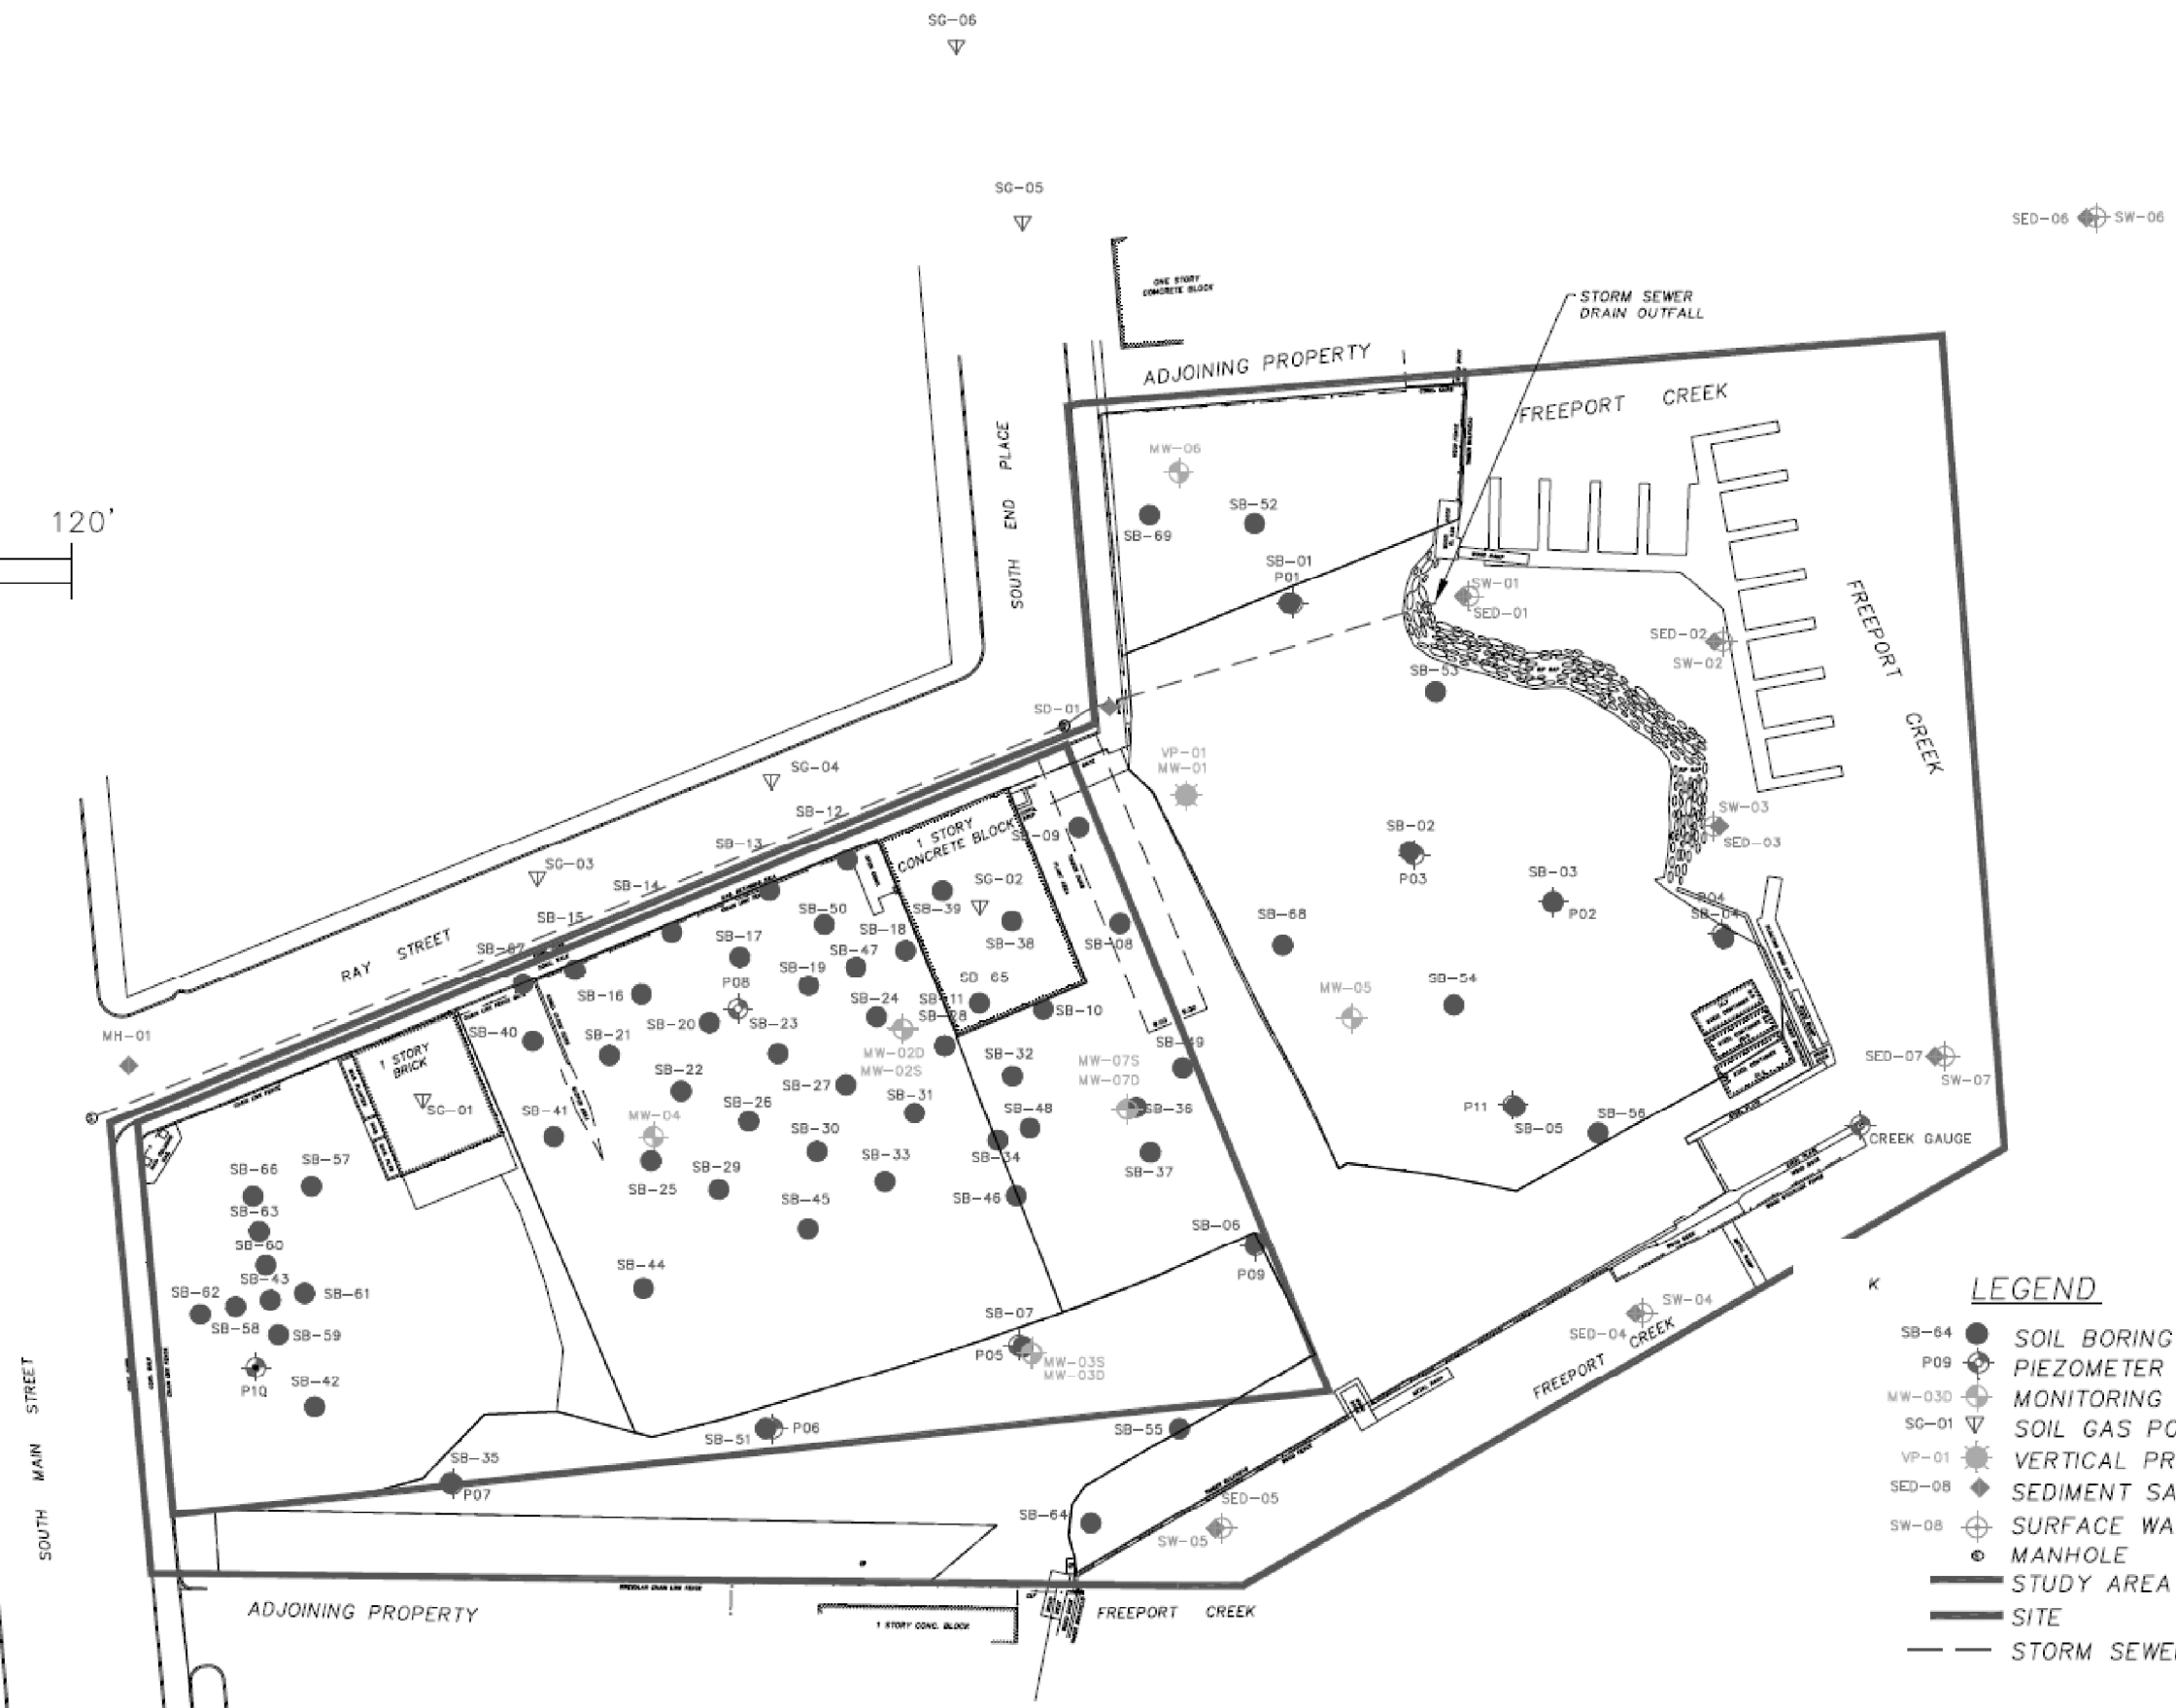 SG-06
SG-05
SED-06
SW-06
ONE STORY
CONCRETE BLOCK
STORM SEWER
DRAIN OUTFALL
ADJOINING PROPERTY
FREEPORT CREEK
SOUTH END PLACE
MW-06
SB-69
SB-52
SB-01
P01
120'
SW-01
SED-01
SED-02
SW-02
FREEPORT CREEK
SB-53
SD-01
VP-01
MW-01
SG-04
SB-12
SB-13
SB-14
SB-15
SB-67
SG-03
RAY STREET
1 STORY
CONCRETE BLOCK
SB-09
SG-02
SB-39
SB-38
SB-08
SB-50
SB-17
SB-18
SB-47
SB-19
P08
SB-16
SB-20
SB-21
SB-23
SB-24
SB-11
SB-28
SD 65
SB-10
SB-02
P03
SB-03
P02
P04
SB-04
SW-03
SED-03
SB-68
SB-54
MW-05
MH-01
SB-40
1 STORY
BRICK
SG-01
SB-41
SB-22
MW-04
SB-25
SB-26
SB-27
MW-02D
MW-02S
SB-31
SB-32
SB-48
MW-07S
MW-07D
SB-49
SB-36
SB-37
SB-34
SB-46
SB-30
SB-29
SB-33
SB-45
SB-44
P11
SB-05
SB-56
SED-07
SW-07
CREEK GAUGE
SB-66
SB-57
SB-63
SB-60
SB-43
SB-62
SB-61
SB-58
SB-59
P10
SB-42
SB-06
P09
SB-07
P05
MW-03S
MW-03D
SB-51
P06
SB-35
P07
SB-55
SB-64
SED-05
SW-05
SW-04
SED-04
FREEPORT CREEK
SOUTH MAIN STREET
ADJOINING PROPERTY
1 STORY CONC. BLOCK
FREEPORT CREEK
K
LEGEND
SB-64 SOIL BORING
P09 PIEZOMETER
MW-03D MONITORING
SG-01 SOIL GAS PO
VP-01 VERTICAL PR
SED-08 SEDIMENT SA
SW-08 SURFACE WA
MANHOLE
STUDY AREA
SITE
STORM SEWE